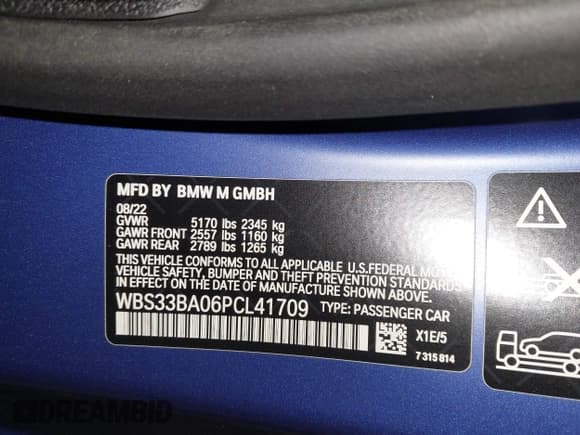 MFD BY BMW M GMBH
08/22
GVWR 5170 lbs 2345 kg
GAWR FRONT 2557 lbs 1160 kg
GAWR REAR 2789 lbs 1265 kg
THIS VEHICLE CONFORMS TO ALL APPLICABLE U.S. FEDERAL MOTOR
VEHICLE SAFETY, BUMPER AND THEFT PREVENTION STANDARDS
IN EFFECT ON THE DATE OF MANUFACTURE SHOWN ABOVE.
WBS33BA06PCL41709 TYPE: PASSENGER CAR
X1E/5
7 315 814
DREAMBID